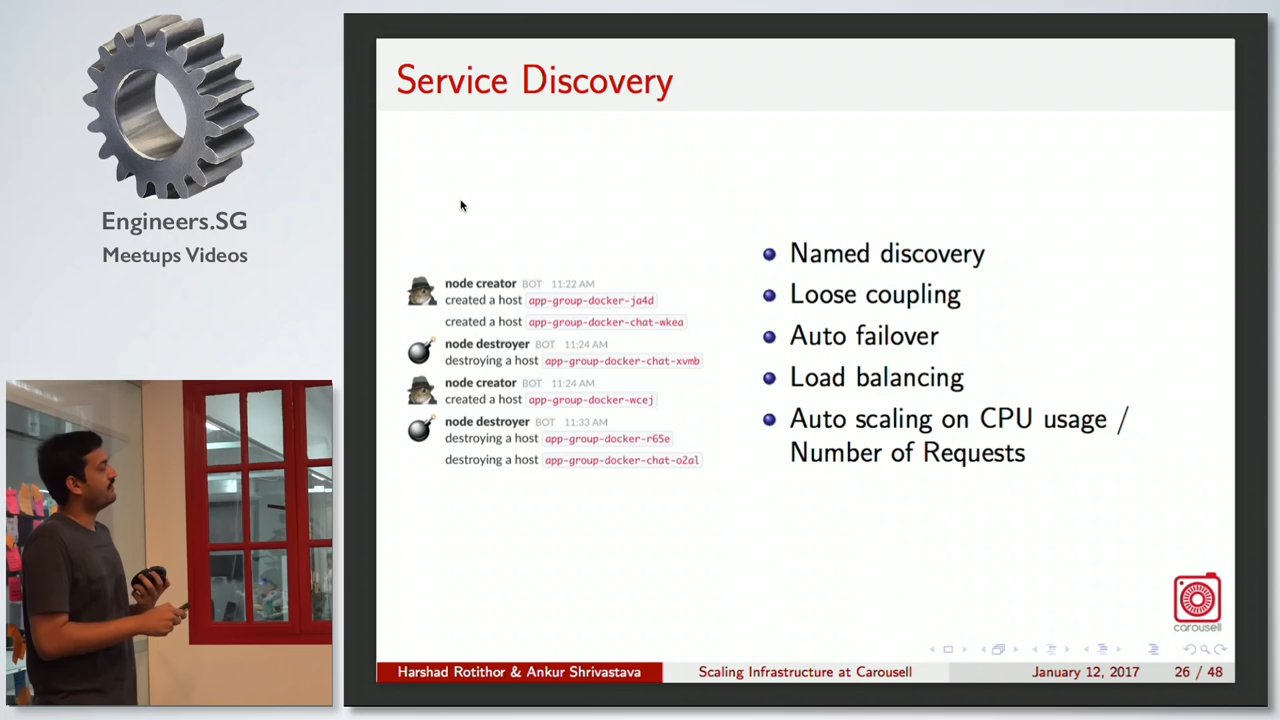 Engineers.SG
Meetups Videos
Service Discovery
node creator BOT 11:22 AM
created a host app-group-docker-ja4d
created a host app-group-docker-chat-wkea
node destroyer BOT 11:24 AM
destroying a host app-group-docker-chat-xvmb
node creator BOT 11:24 AM
created a host app-group-docker-wcej
node destroyer BOT 11:33 AM
destroying a host app-group-docker-r65e
destroying a host app-group-docker-chat-o2al
Named discovery
Loose coupling
Auto failover
Load balancing
Auto scaling on CPU usage /
Number of Requests
carousell
Harshad Rotithor & Ankur Shrivastava Scaling Infrastructure at Carousell January 12, 2017 26 / 48